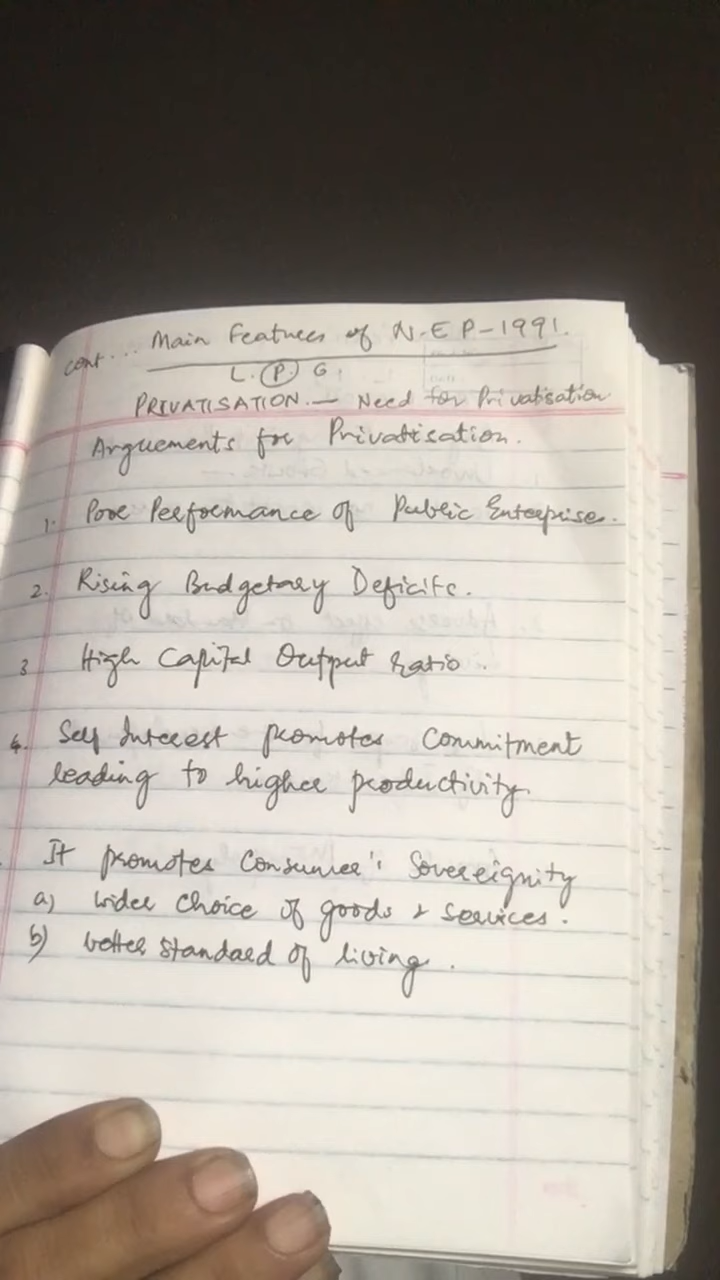 cont... Main Features of N.E P-1991.
L. P. G.
PRIVATISATION. — Need for Privatisation
Arguements for Privatisation.
1. Poor Performance of Public Enterprise.
2. Rising Budgetary Deficits.
3 High Capital Output Ratio.
4. Self Interest promotes Commitment
leading to higher productivity.
It promotes Consumer's Sovereignity
a) wider choice of goods & services.
b) better standard of living.